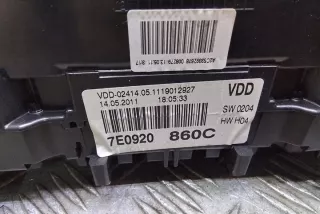 VDD-02414.05.1119012927
14.05.2011 18:05:33
VDD
SW 0204
7E0920 860C
HW H04